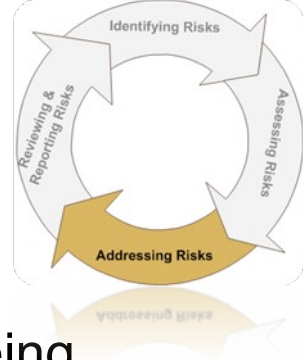 Identifying Risks
Assessing Risks
Addressing Risks
Reviewing &
Reporting Risks